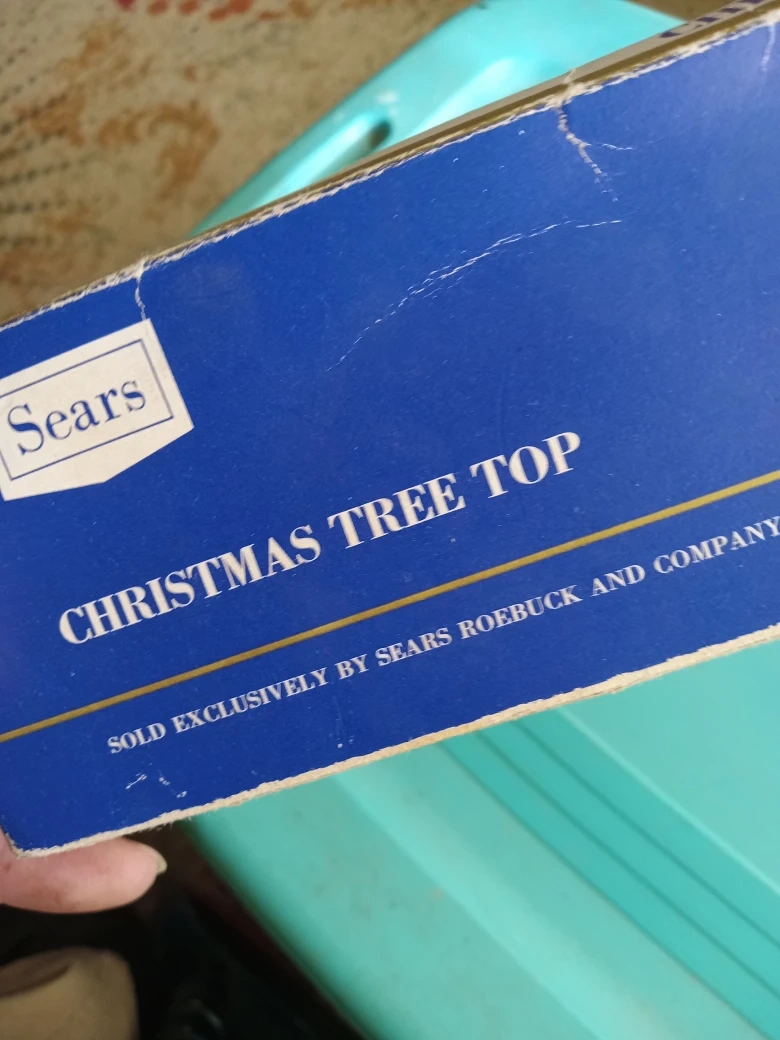 Sears
CHRISTMAS TREE TOP
SOLD EXCLUSIVELY BY SEARS ROEBUCK AND COMPANY